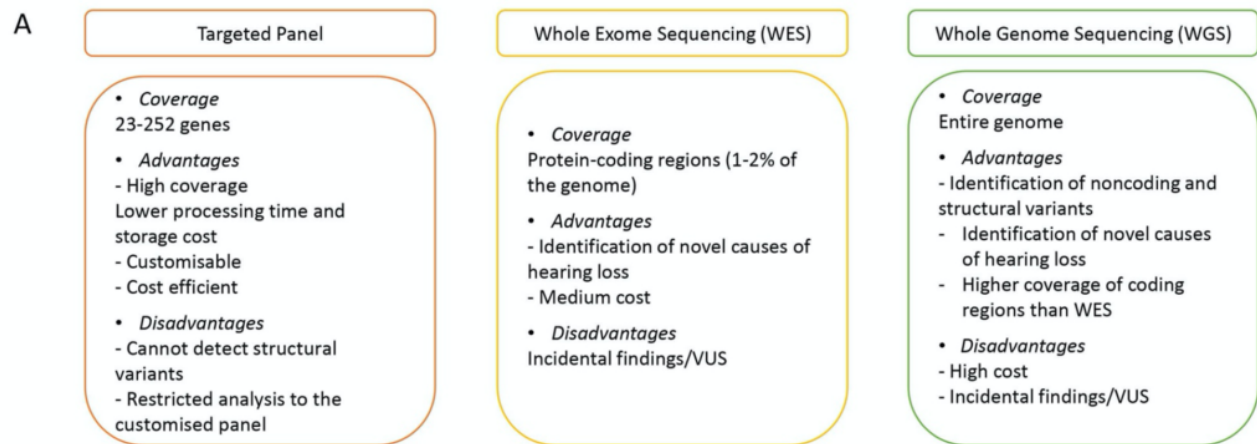 A
Targeted Panel
• Coverage
23-252 genes
• Advantages
- High coverage
Lower processing time and
storage cost
- Customisable
- Cost efficient
• Disadvantages
- Cannot detect structural
variants
- Restricted analysis to the
customised panel
Whole Exome Sequencing (WES)
• Coverage
Protein-coding regions (1-2% of
the genome)
• Advantages
- Identification of novel causes of
hearing loss
- Medium cost
• Disadvantages
Incidental findings/VUS
Whole Genome Sequencing (WGS)
• Coverage
Entire genome
• Advantages
- Identification of noncoding and
structural variants
- Identification of novel causes
of hearing loss
- Higher coverage of coding
regions than WES
• Disadvantages
- High cost
- Incidental findings/VUS